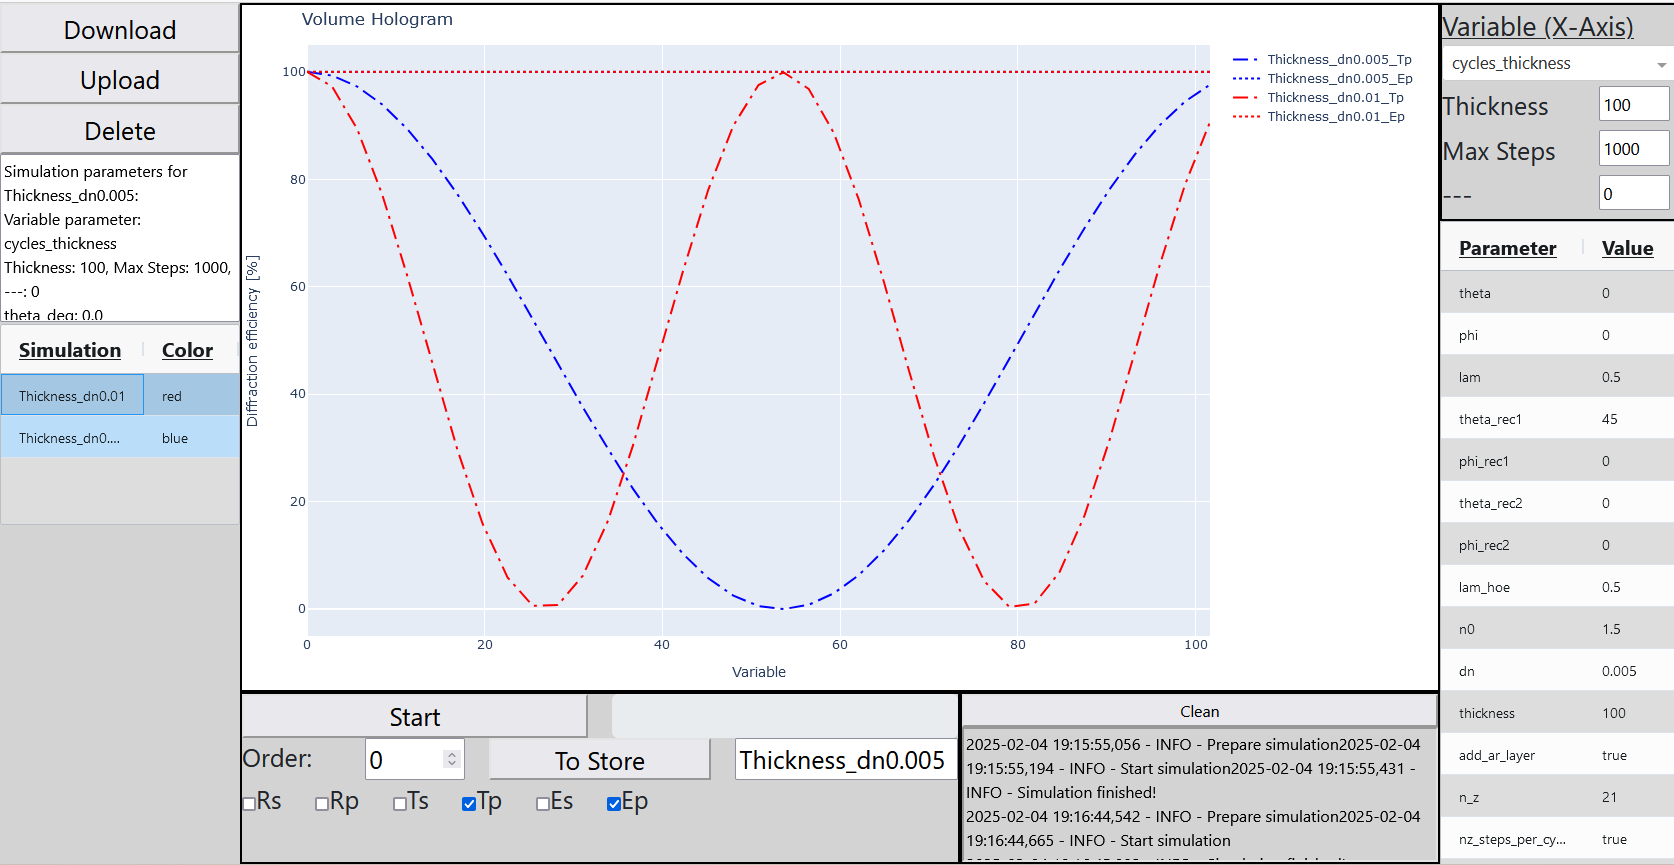 Download
Upload
Delete
Simulation parameters for
Thickness_dn0.005:
Variable parameter:
cycles_thickness
Thickness: 100, Max Steps: 1000,
---: 0
theta_deg: 0.0
Simulation Color
Thickness_dn0.01 red
Thickness_dn0.... blue
Volume Hologram
Diffraction efficiency [%]
100
80
60
40
20
0
0 20 40 60 80 100
Variable
Thickness_dn0.005_Tp
Thickness_dn0.005_Ep
Thickness_dn0.01_Tp
Thickness_dn0.01_Ep
Start
Order: 0 To Store Thickness_dn0.005
Rs Rp Ts Tp Es Ep
Clean
2025-02-04 19:15:55,056 - INFO - Prepare simulation2025-02-04
19:15:55,194 - INFO - Start simulation2025-02-04 19:15:55,431 -
INFO - Simulation finished!
2025-02-04 19:16:44,542 - INFO - Prepare simulation2025-02-04
19:16:44,665 - INFO - Start simulation
Variable (X-Axis)
cycles_thickness
Thickness 100
Max Steps 1000
--- 0
Parameter Value
theta 0
phi 0
lam 0.5
theta_rec1 45
phi_rec1 0
theta_rec2 0
phi_rec2 0
lam_hoe 0.5
n0 1.5
dn 0.005
thickness 100
add_ar_layer true
n_z 21
nz_steps_per_cy... true